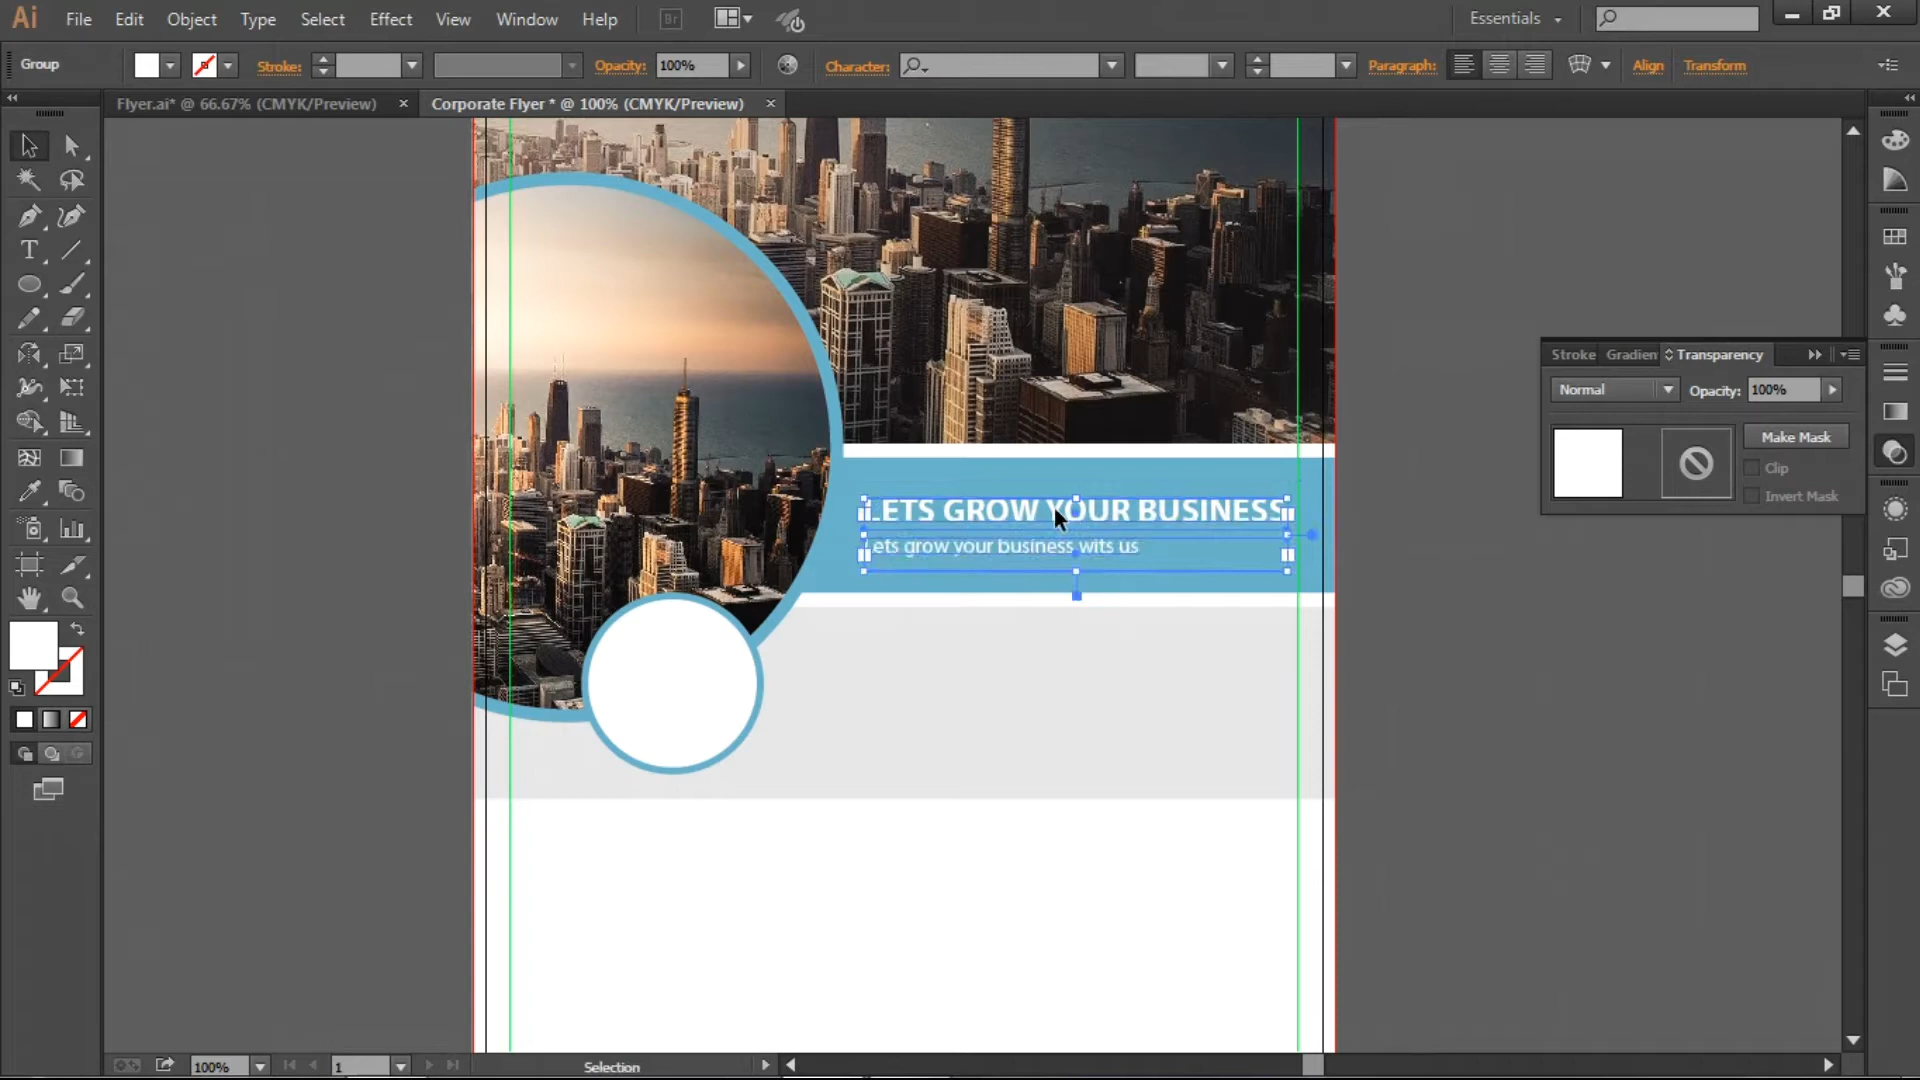 Ai File Edit Object Type Select Effect View Window Help Br Essentials
Group Stroke: Opacity: 100% Character: Paragraph: Align Transform
Flyer.ai* @ 66.67% (CMYK/Preview) × Corporate Flyer * @ 100% (CMYK/Preview) ×
Stroke Gradien Transparency
Normal Opacity: 100%
Make Mask
Clip
Invert Mask
LETS GROW YOUR BUSINESS
Lets grow your business wits us
100% 1 Selection